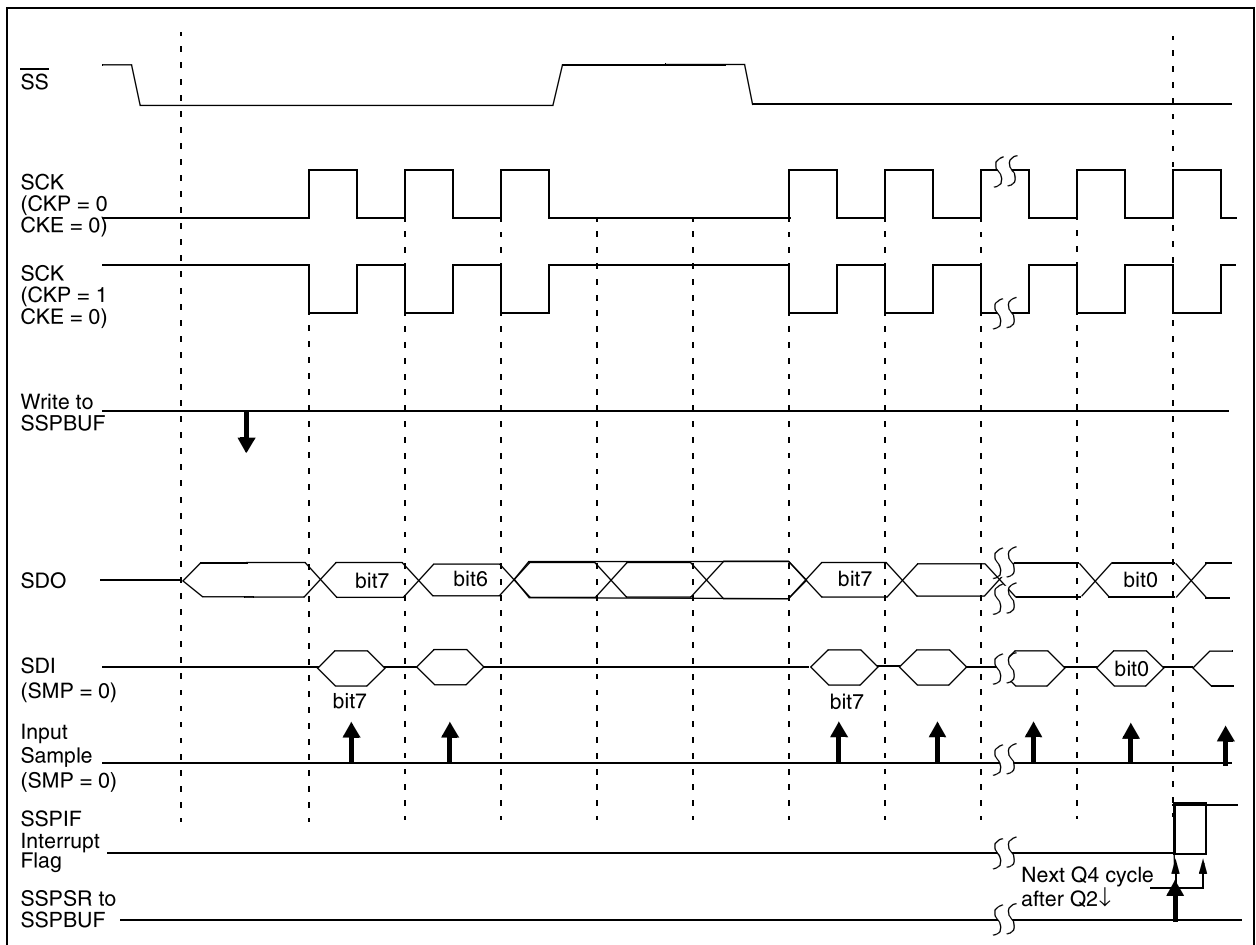 SS
SCK
(CKP = 0
CKE = 0)
SCK
(CKP = 1
CKE = 0)
Write to
SSPBUF
SDO
bit7
bit6
bit7
bit0
SDI
(SMP = 0)
bit7
bit7
bit0
Input
Sample
(SMP = 0)
SSPIF
Interrupt
Flag
Next Q4 cycle
after Q2↓
SSPSR to
SSPBUF